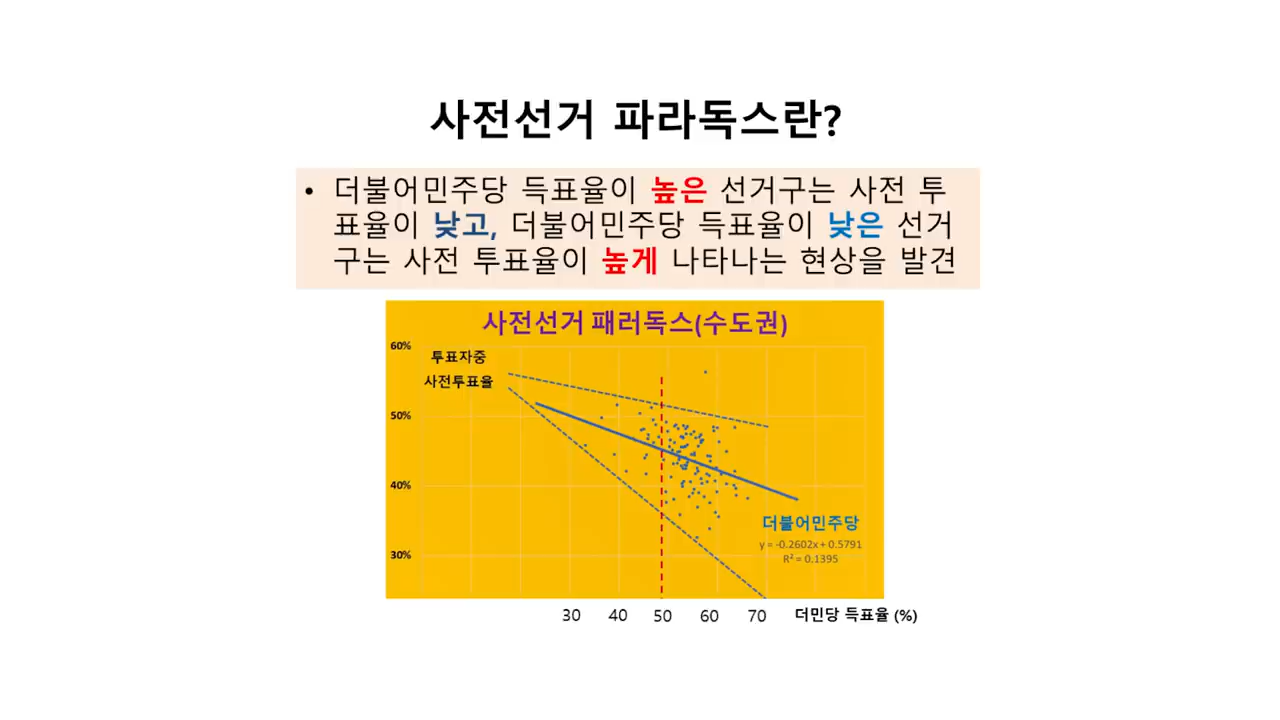 사전선거 파라독스란?
• 더불어민주당 득표율이 높은 선거구는 사전 투
표율이 낮고, 더불어민주당 득표율이 낮은 선거
구는 사전 투표율이 높게 나타나는 현상을 발견
사전선거 패러독스(수도권)
60%
투표자중
사전투표율
50%
40%
더불어민주당
y = -0.2602x + 0.5791
R² = 0.1395
30%
30 40 50 60 70 더민당 득표율 (%)